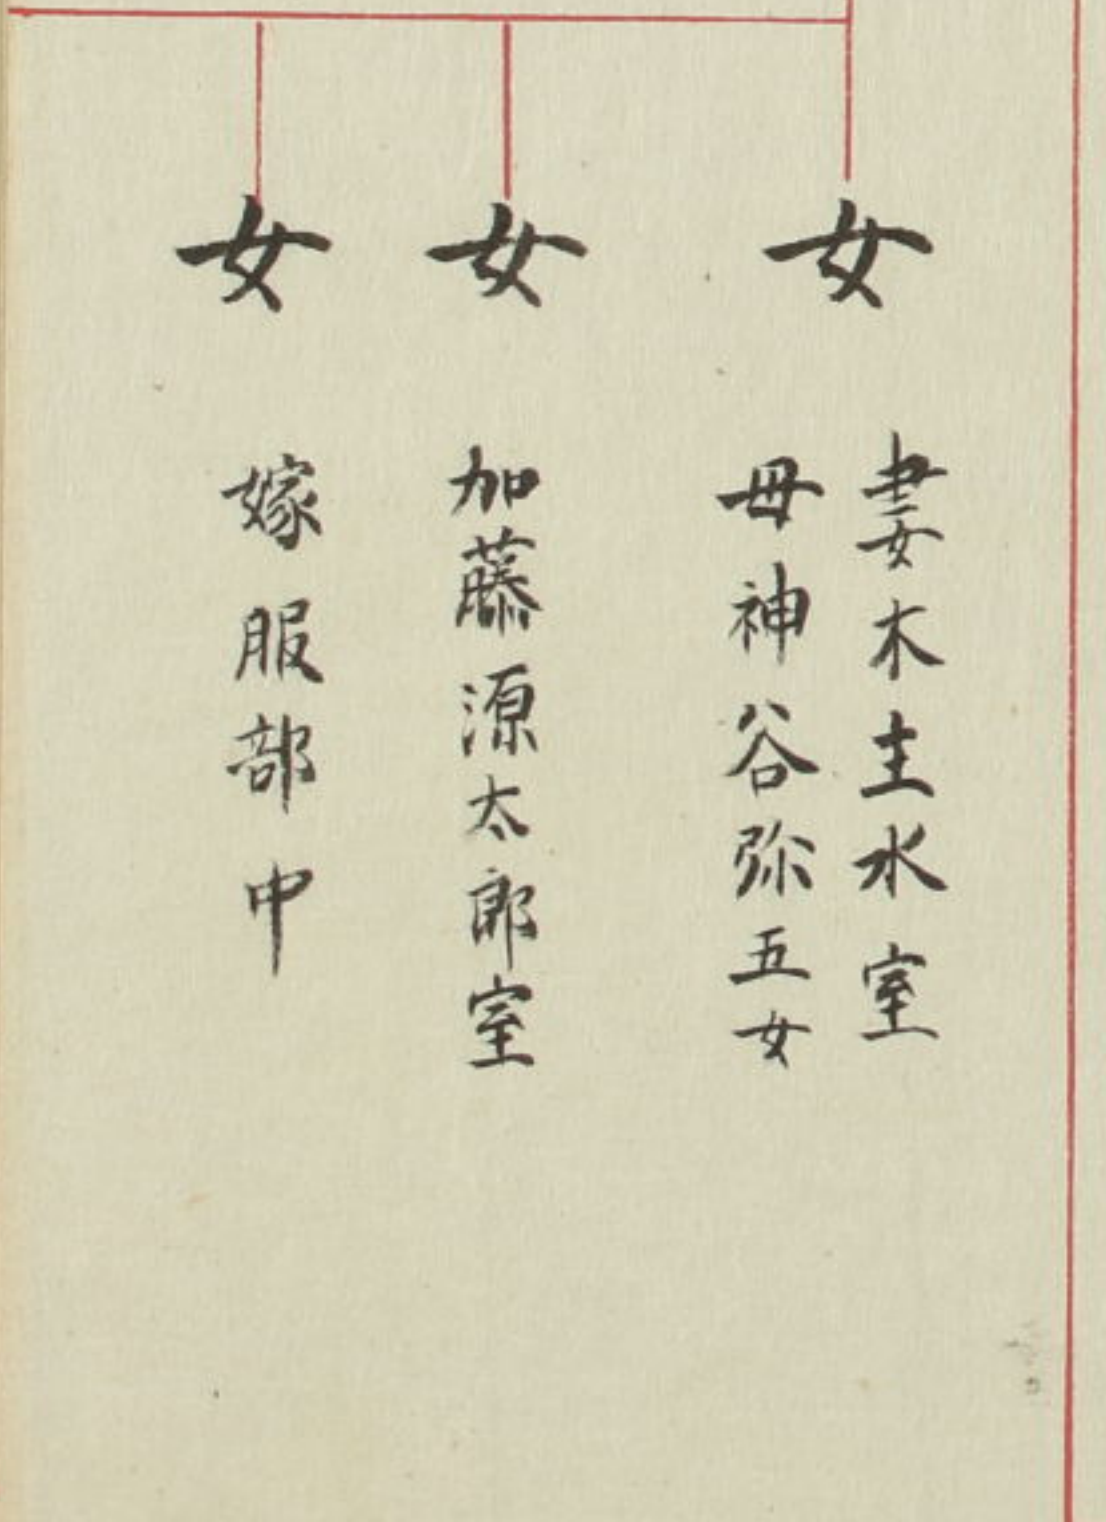 女
妻木主水室
母神谷弥五女
女
加藤源太郎室
女
嫁服部中